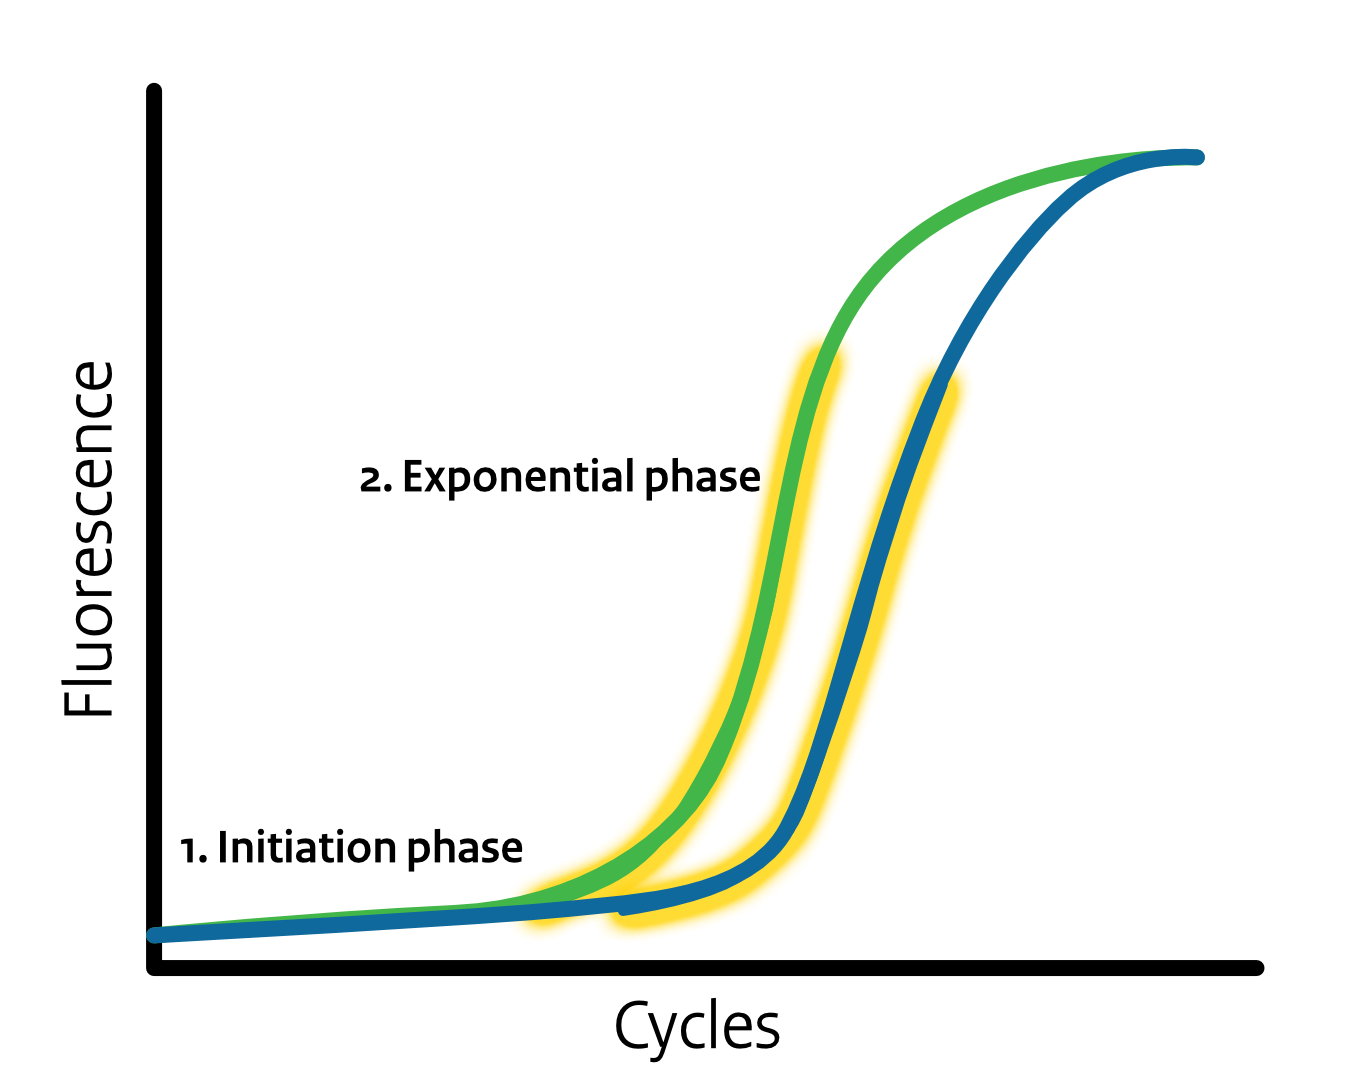 Fluorescence
2. Exponential phase
1. Initiation phase
Cycles